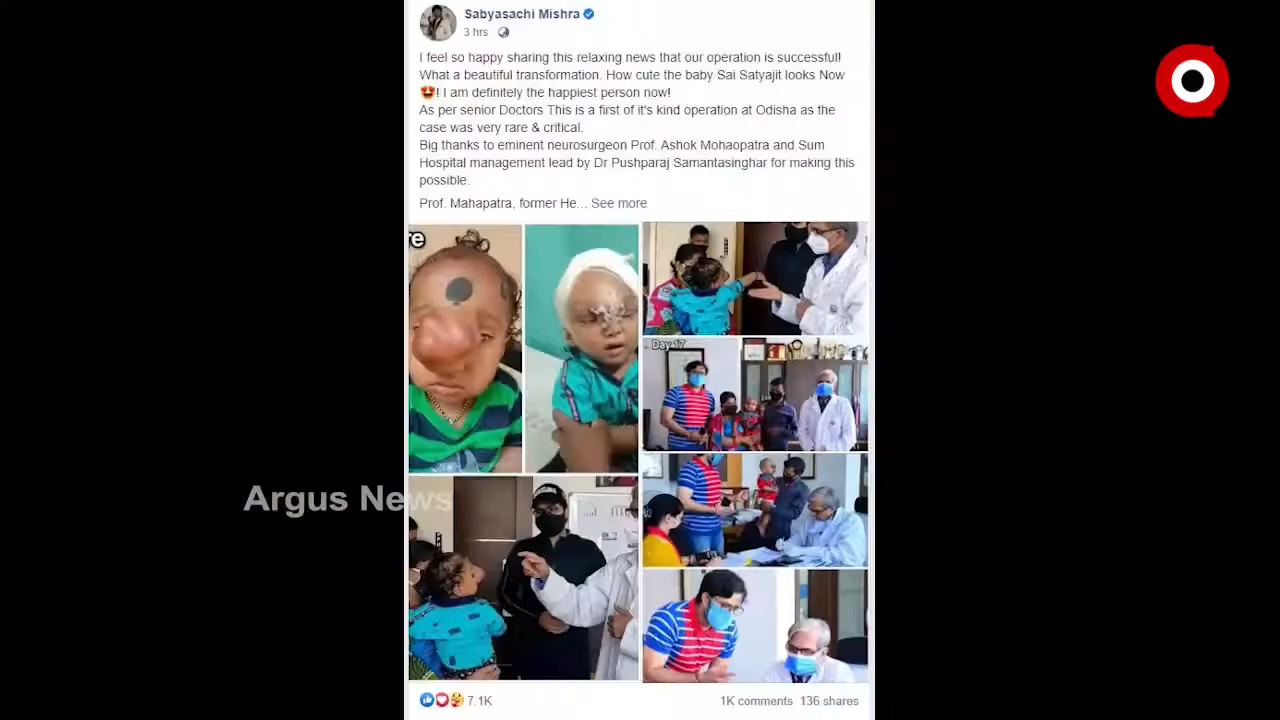 Sabyasachi Mishra
3 hrs
I feel so happy sharing this relaxing news that our operation is successful!
What a beautiful transformation. How cute the baby Sai Satyajit looks Now
😍! I am definitely the happiest person now!
As per senior Doctors This is a first of it's kind operation at Odisha as the
case was very rare & critical.
Big thanks to eminent neurosurgeon Prof. Ashok Mohaopatra and Sum
Hospital management lead by Dr Pushparaj Samantasinghar for making this
possible.
Prof. Mahapatra, former He... See more
re
Day 17
Argus News
7.1K
1K comments 136 shares